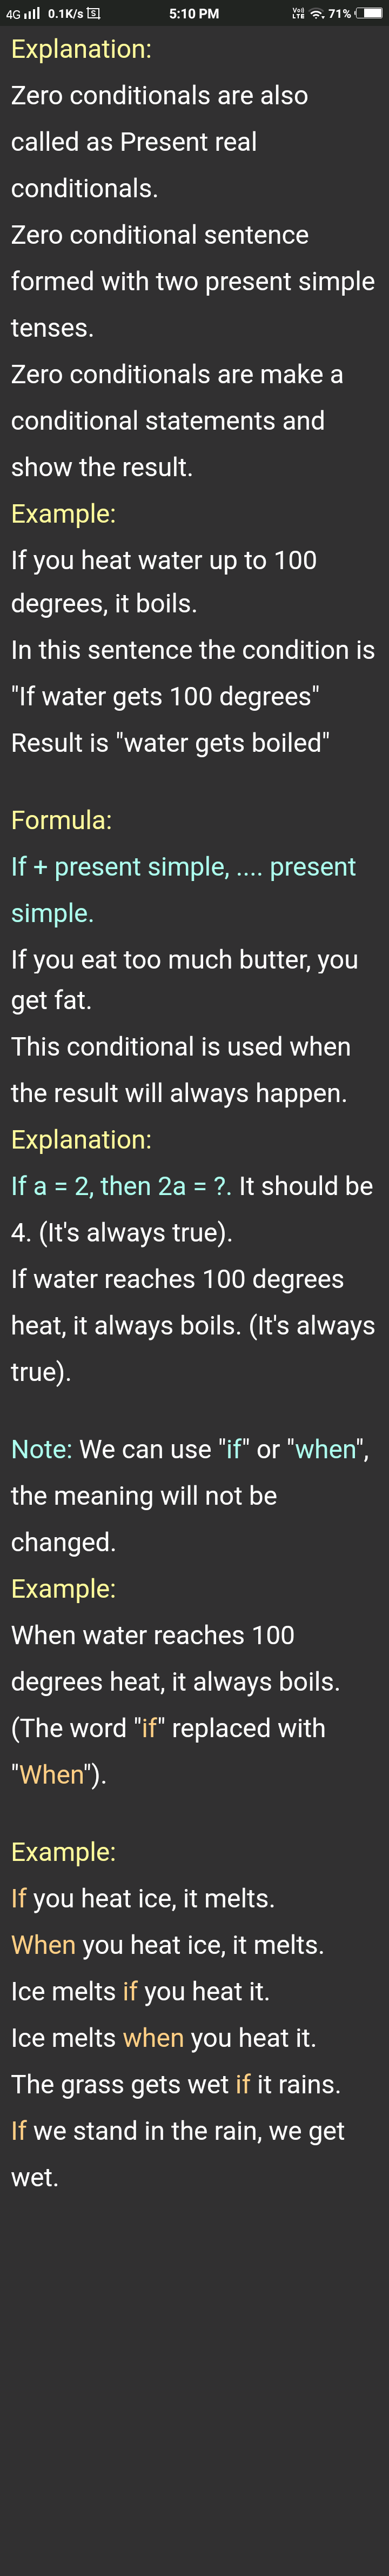 4G 0.1K/s 5:10 PM VoLTE 71%
Explanation:
Zero conditionals are also
called as Present real
conditionals.
Zero conditional sentence
formed with two present simple
tenses.
Zero conditionals are make a
conditional statements and
show the result.
Example:
If you heat water up to 100
degrees, it boils.
In this sentence the condition is
"If water gets 100 degrees"
Result is "water gets boiled"
Formula:
If + present simple, .... present
simple.
If you eat too much butter, you
get fat.
This conditional is used when
the result will always happen.
Explanation:
If a = 2, then 2a = ?. It should be
4. (It's always true).
If water reaches 100 degrees
heat, it always boils. (It's always
true).
Note: We can use "if" or "when",
the meaning will not be
changed.
Example:
When water reaches 100
degrees heat, it always boils.
(The word "if" replaced with
"When").
Example:
If you heat ice, it melts.
When you heat ice, it melts.
Ice melts if you heat it.
Ice melts when you heat it.
The grass gets wet if it rains.
If we stand in the rain, we get
wet.